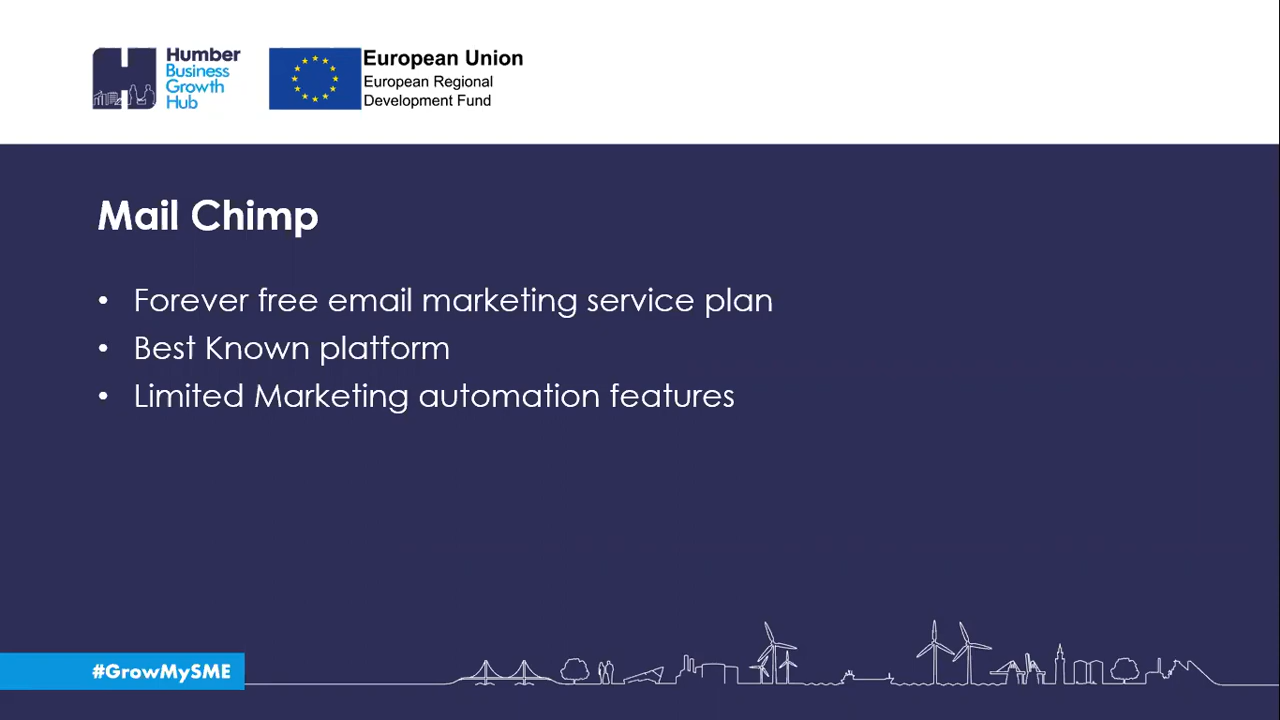 Humber
Business
Growth
Hub
European Union
European Regional
Development Fund
Mail Chimp
• Forever free email marketing service plan
• Best Known platform
• Limited Marketing automation features
#GrowMySME